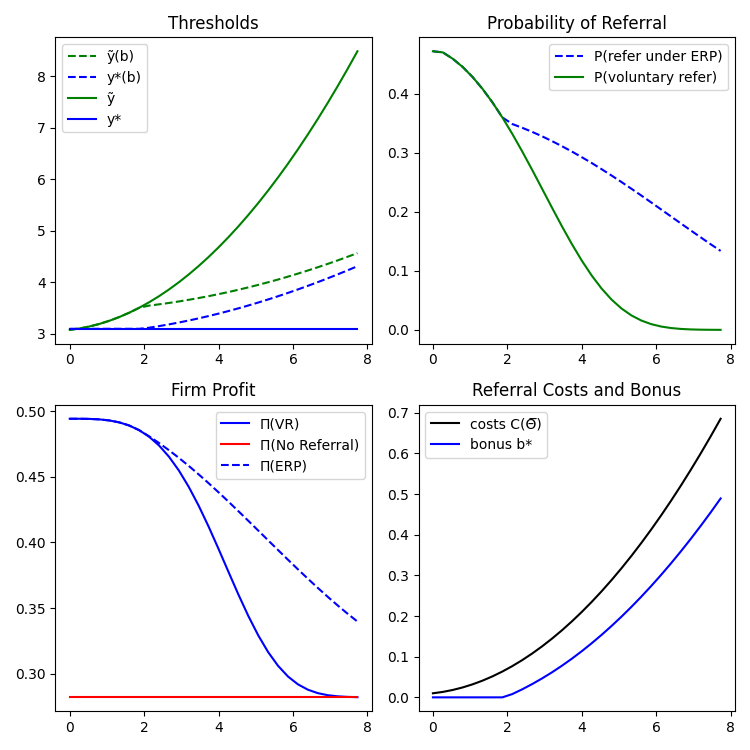 Thresholds
ỹ(b)
y*(b)
ỹ
y*
8
7
6
5
4
3
0 2 4 6 8
Probability of Referral
P(refer under ERP)
P(voluntary refer)
0.4
0.3
0.2
0.1
0.0
0 2 4 6 8
Firm Profit
Π(VR)
Π(No Referral)
Π(ERP)
0.50
0.45
0.40
0.35
0.30
0 2 4 6 8
Referral Costs and Bonus
costs C(Θ̅)
bonus b*
0.7
0.6
0.5
0.4
0.3
0.2
0.1
0.0
0 2 4 6 8